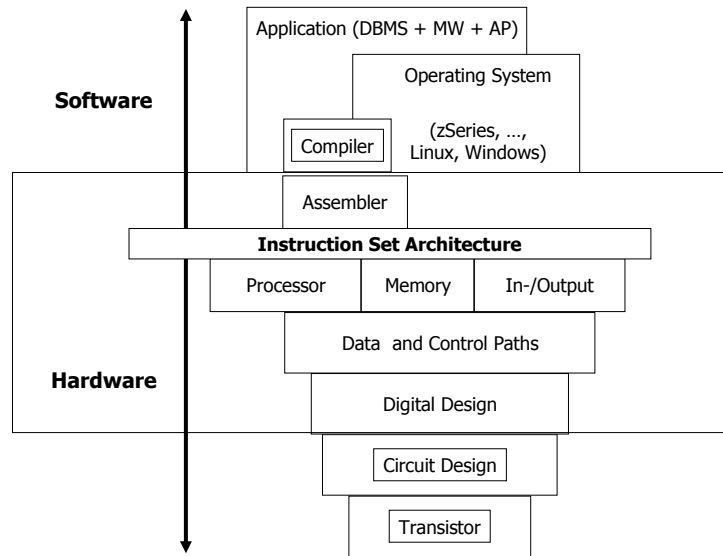 Application (DBMS + MW + AP)
Operating System
Software
(zSeries, ...,
Linux, Windows)
Compiler
Assembler
Instruction Set Architecture
Processor
Memory
In-/Output
Data and Control Paths
Hardware
Digital Design
Circuit Design
Transistor